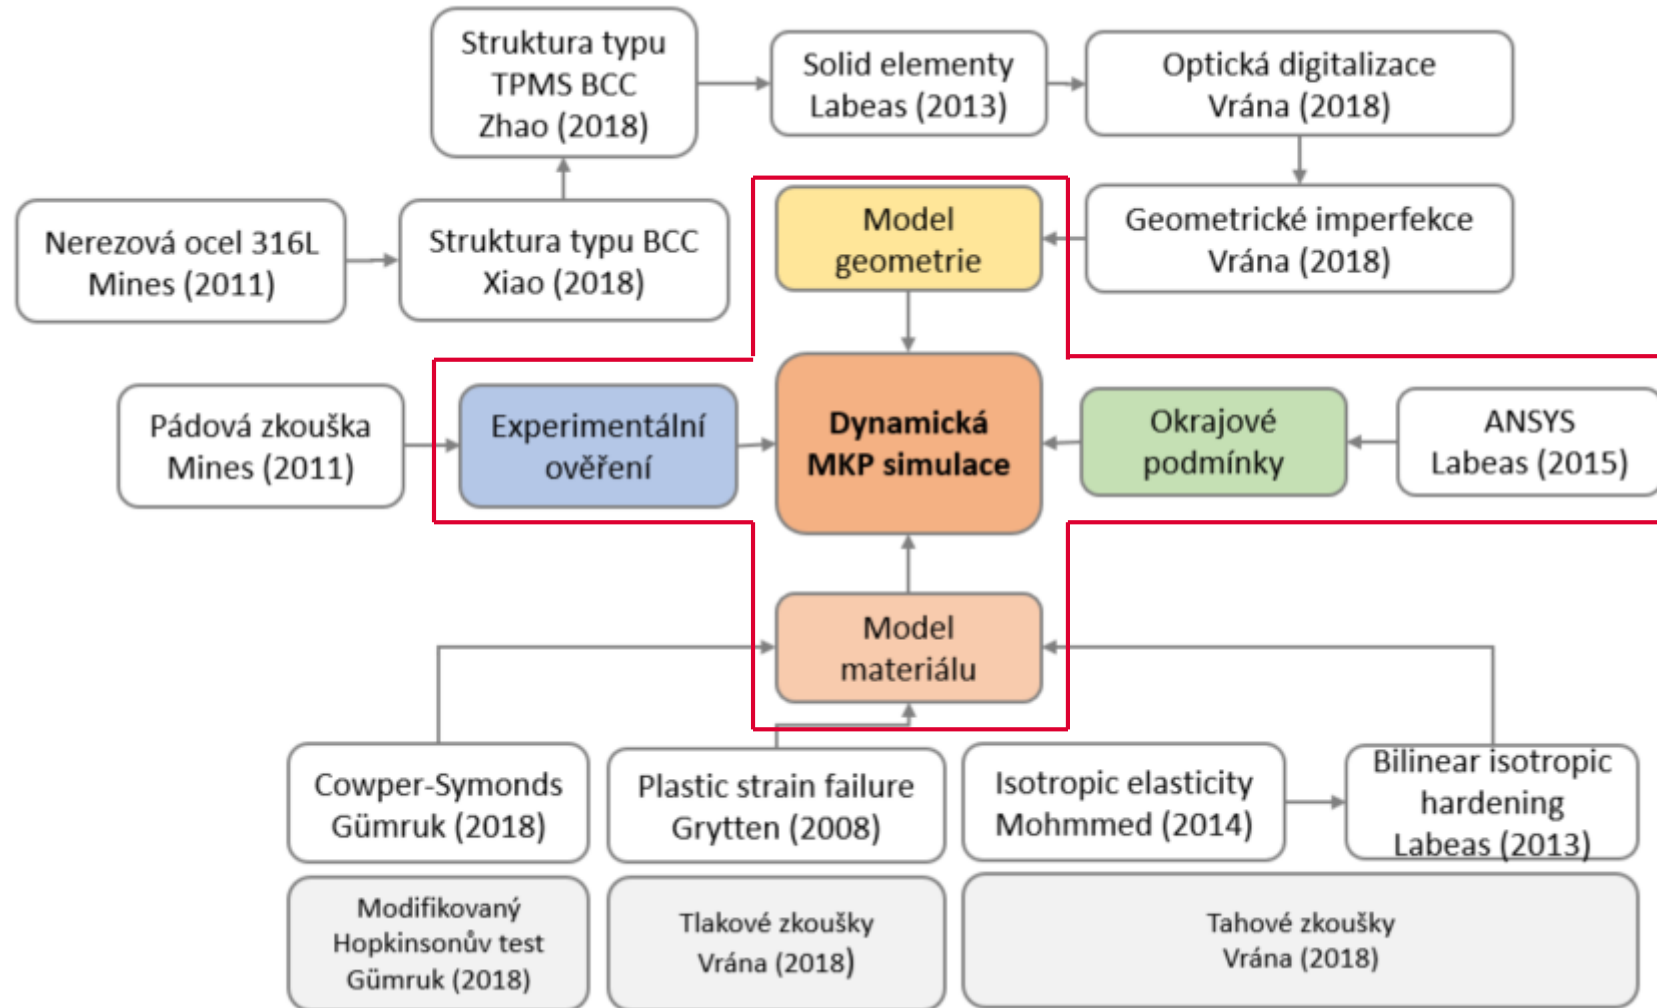 Struktura typu
TPMS BCC
Zhao (2018)
Solid elementy
Labeas (2013)
Optická digitalizace
Vrána (2018)
Nerezová ocel 316L
Mines (2011)
Struktura typu BCC
Xiao (2018)
Model
geometrie
Geometrické imperfekce
Vrána (2018)
Pádová zkouška
Mines (2011)
Experimentální
ověření
Dynamická
MKP simulace
Okrajové
podmínky
ANSYS
Labeas (2015)
Model
materiálu
Cowper-Symonds
Gümruk (2018)
Plastic strain failure
Grytten (2008)
Isotropic elasticity
Mohmmed (2014)
Bilinear isotropic
hardening
Labeas (2013)
Modifikovaný
Hopkinsonův test
Gümruk (2018)
Tlakové zkoušky
Vrána (2018)
Tahové zkoušky
Vrána (2018)